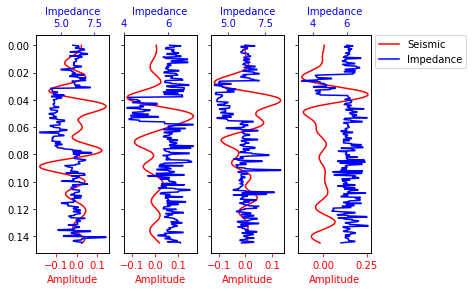 Impedance Impedance Impedance Impedance
5.0 7.5 4 6 5.0 7.5 4 6
Seismic
Impedance
0.00
0.02
0.04
0.06
0.08
0.10
0.12
0.14
−0.1 0.0 0.1 −0.1 0.0 0.1 −0.1 0.0 0.1 0.00 0.25
Amplitude Amplitude Amplitude Amplitude